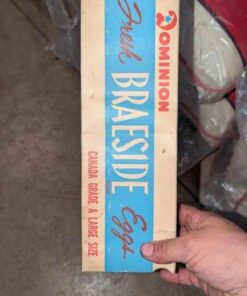 DOMINION
Fresh BRAESIDE Eggs
CANADA GRADE A LARGE SIZE